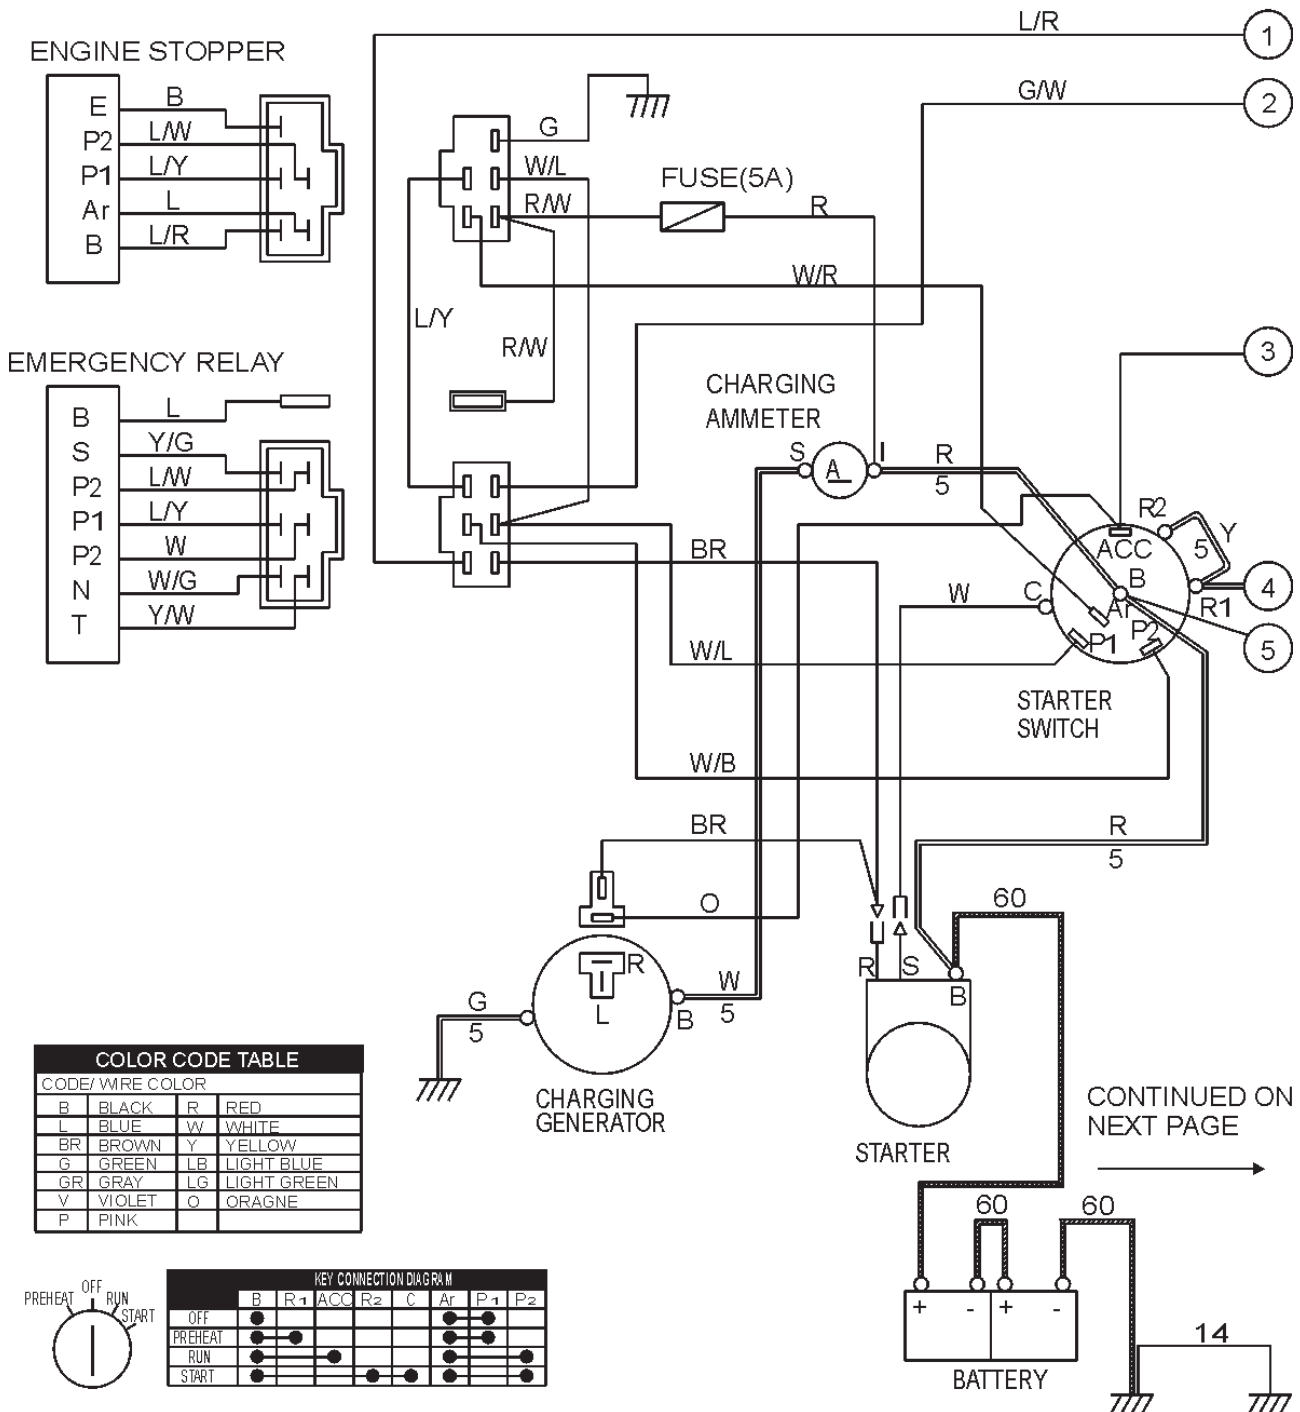 L/R
1
ENGINE STOPPER
E B
P2 L/W
P1 L/Y
Ar L
B L/R
G/W
2
G
W/L
R/W
FUSE(5A)
R
W/R
L/Y
R/W
3
EMERGENCY RELAY
B L
S Y/G
P2 L/W
P1 L/Y
P2 W
N W/G
T Y/W
CHARGING
AMMETER
S A I
R
5
R2
Y
5
ACC
B
C
Ar
R1
P1
P2
4
5
BR
W
W/L
STARTER
SWITCH
W/B
BR
R
5
O
60
R S
B
R
L
B
W
5
G
5
CHARGING
GENERATOR
STARTER
CONTINUED ON
NEXT PAGE
60 60
+ - + -
14
BATTERY
COLOR CODE TABLE
CODE/ WIRE COLOR
B BLACK R RED
L BLUE W WHITE
BR BROWN Y YELLOW
G GREEN LB LIGHT BLUE
GR GRAY LG LIGHT GREEN
V VIOLET O ORAGNE
P PINK
PREHEAT OFF RUN START
KEY CONNECTION DIAGRAM
B R1 ACC R2 C Ar P1 P2
OFF
PREHEAT
RUN
START